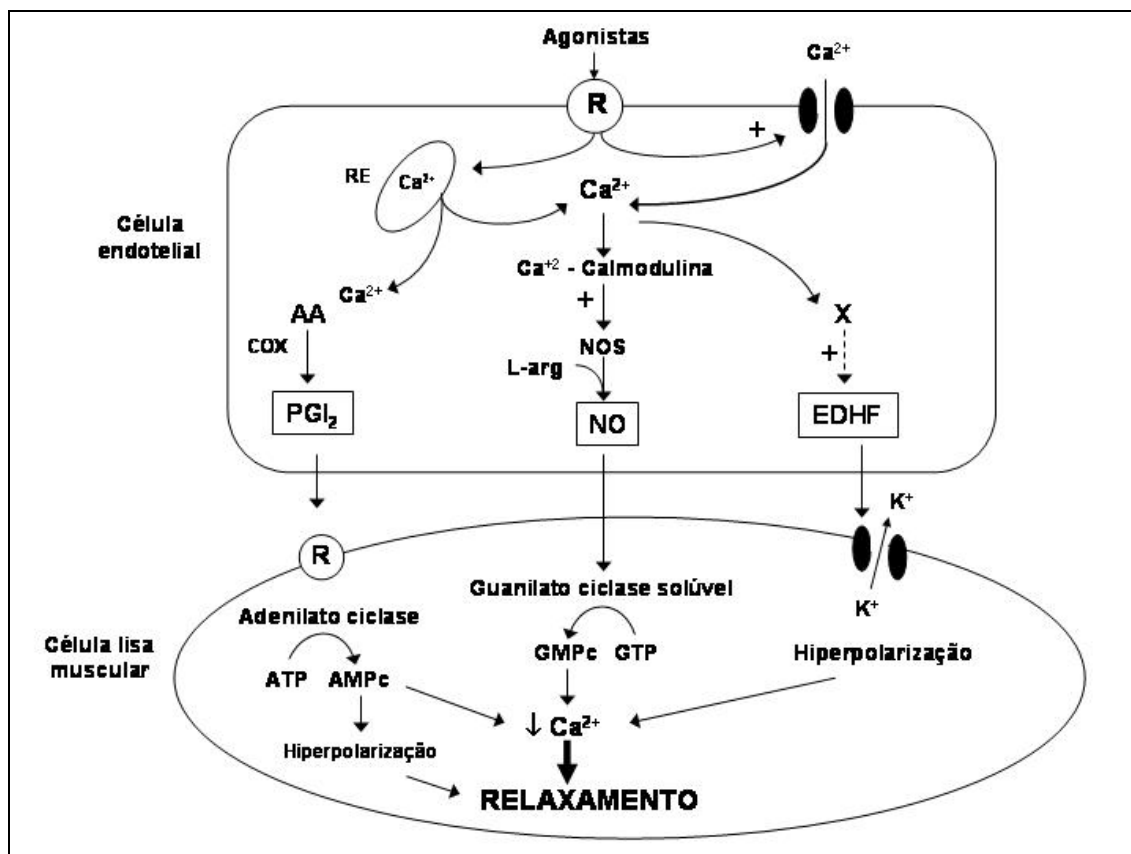 Agonistas
Ca²⁺
R
+
RE
Ca²⁺
Ca²⁺
Célula
endotelial
Ca²⁺
Ca⁺² - Calmodulina
AA
+
X
COX
NOS
+
L-arg
PGI₂
NO
EDHF
K⁺
R
Guanilato ciclase solúvel
K⁺
Adenilato ciclase
Célula lisa
muscular
GMPc GTP
Hiperpolarização
ATP AMPc
↓ Ca²⁺
Hiperpolarização
RELAXAMENTO